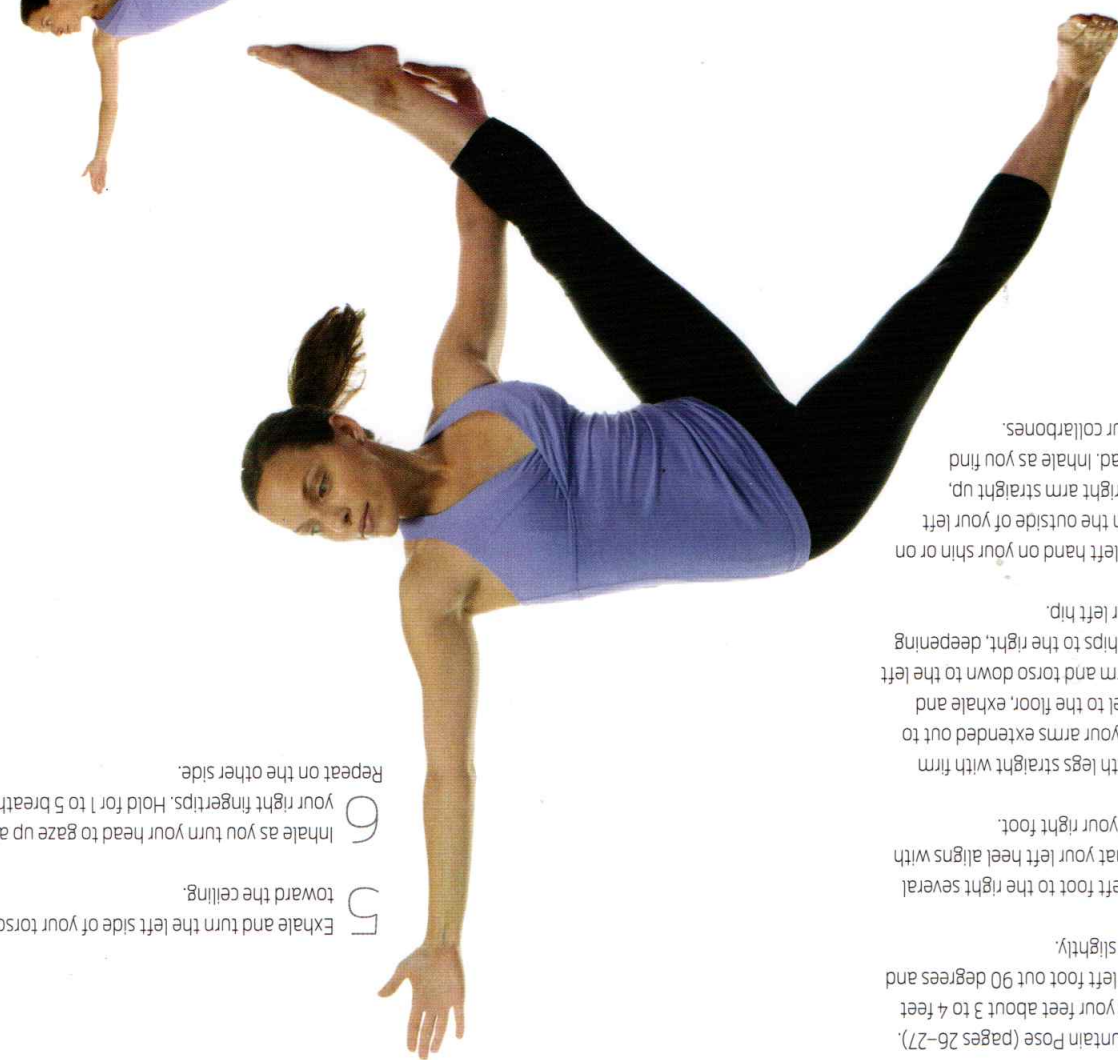 untain Pose (pages 26–27).
your feet about 3 to 4 feet
left foot out 90 degrees and
slightly.
eft foot to the right several
at your left heel aligns with
your right foot.
th legs straight with firm
your arms extended out to
el to the floor, exhale and
rm and torso down to the left
hips to the right, deepening
r left hip.
left hand on your shin or on
n the outside of your left
right arm straight up,
ad. Inhale as you find
ur collarbones.
5 Exhale and turn the left side of your torso
toward the ceiling.
6 Inhale as you turn your head to gaze up a
your right fingertips. Hold for 1 to 5 breath
Repeat on the other side.